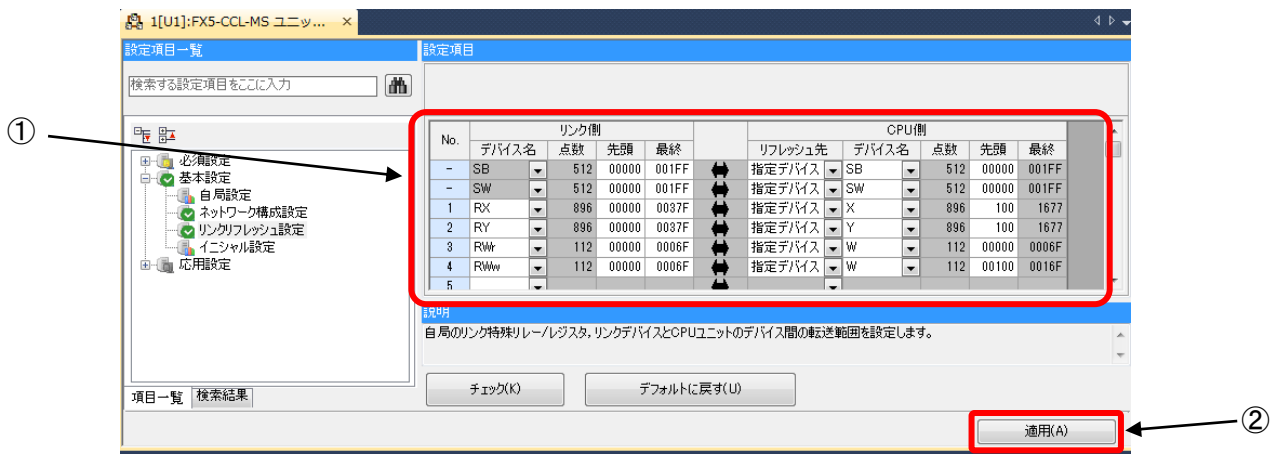 1[U1]:FX5-CCL-MS ユニッ... ×
設定項目一覧
設定項目
検索する設定項目をここに入力
①
必須設定
基本設定
自局設定
ネットワーク構成設定
リンクリフレッシュ設定
イニシャル設定
応用設定
No. リンク側 CPU側
デバイス名 点数 先頭 最終 リフレッシュ先 デバイス名 点数 先頭 最終
- SB 512 00000 001FF 指定デバイス SB 512 00000 001FF
- SW 512 00000 001FF 指定デバイス SW 512 00000 001FF
1 RX 896 00000 0037F 指定デバイス X 896 100 1677
2 RY 896 00000 0037F 指定デバイス Y 896 100 1677
3 RWr 112 00000 0006F 指定デバイス W 112 00000 0006F
4 RWw 112 00000 0006F 指定デバイス W 112 00100 0016F
5
説明
自局のリンク特殊リレー/レジスタ，リンクデバイスとCPUユニットのデバイス間の転送範囲を設定します。
チェック(K) デフォルトに戻す(U)
項目一覧 検索結果
適用(A)
②